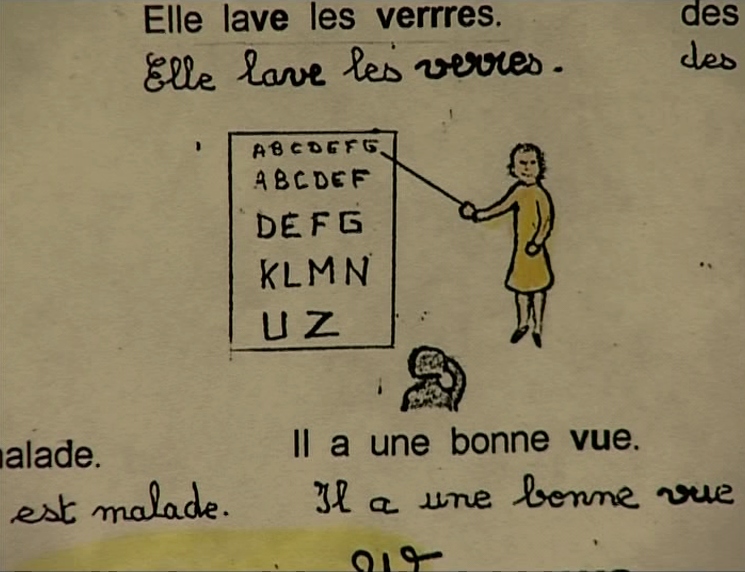 Elle lave les verrres.
des
Elle lave les verres.
des
ABCDEFG
ABCDEF
DEFG
KLMN
UZ
malade.
Il a une bonne vue.
est malade.
Il a une bonne vue